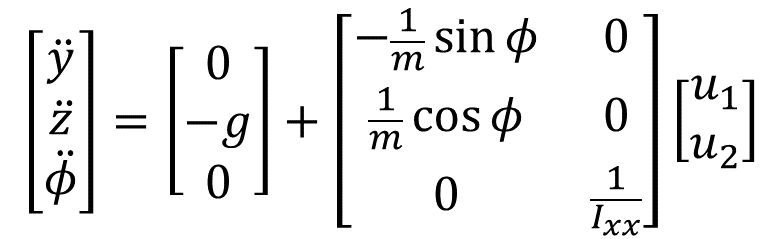 [ÿ z̈ ϕ̈] = [0 −g 0] + [−1/m sin ϕ 0 1/m cos ϕ 0 0 1/I_xx] [u₁ u₂]